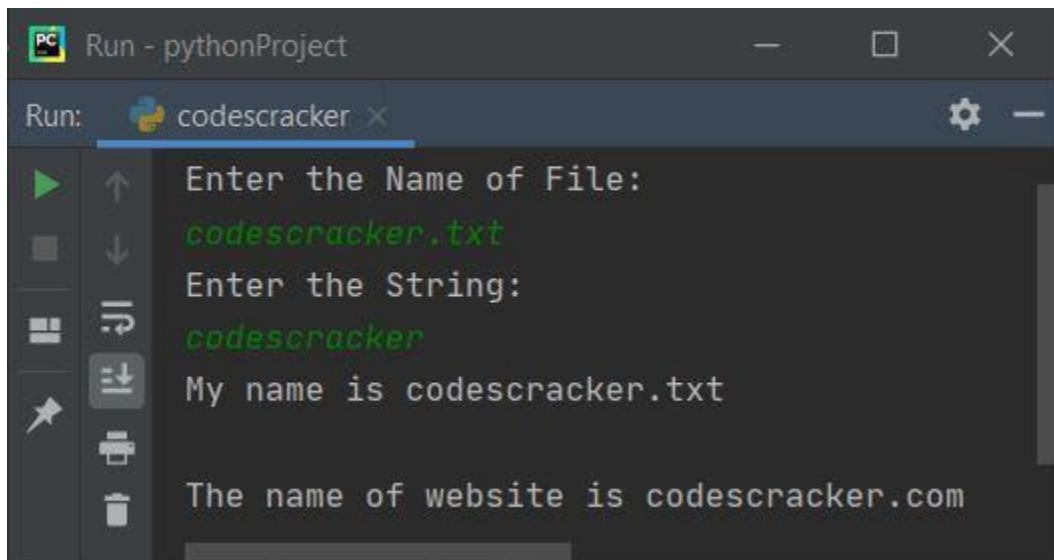 PC
Run - pythonProject
Run:
codescracker
Enter the Name of File:
codescracker.txt
Enter the String:
codescracker
My name is codescracker.txt
The name of website is codescracker.com